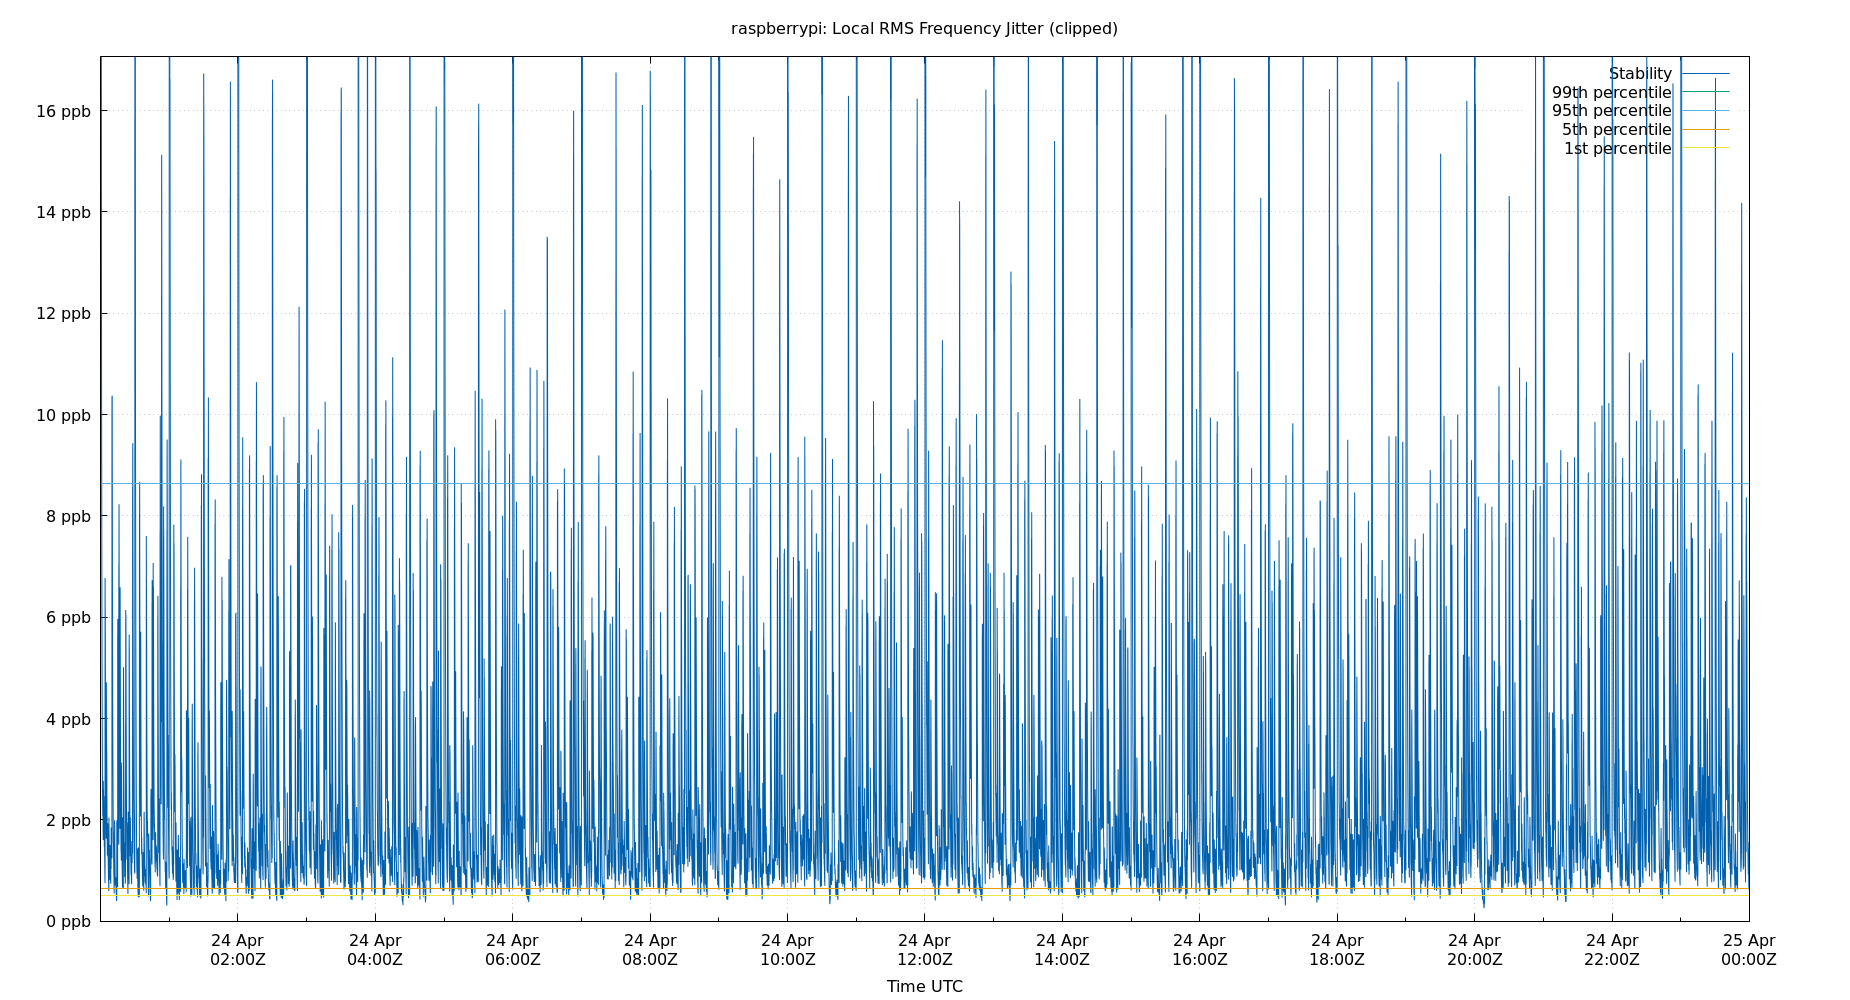 raspberrypi: Local RMS Frequency Jitter (clipped)
Stability
99th percentile
95th percentile
5th percentile
1st percentile
16 ppb
14 ppb
12 ppb
10 ppb
8 ppb
6 ppb
4 ppb
2 ppb
0 ppb
24 Apr 24 Apr 24 Apr 24 Apr 24 Apr 24 Apr 24 Apr 24 Apr 24 Apr 24 Apr 24 Apr 25 Apr
02:00Z 04:00Z 06:00Z 08:00Z 10:00Z 12:00Z 14:00Z 16:00Z 18:00Z 20:00Z 22:00Z 00:00Z
Time UTC